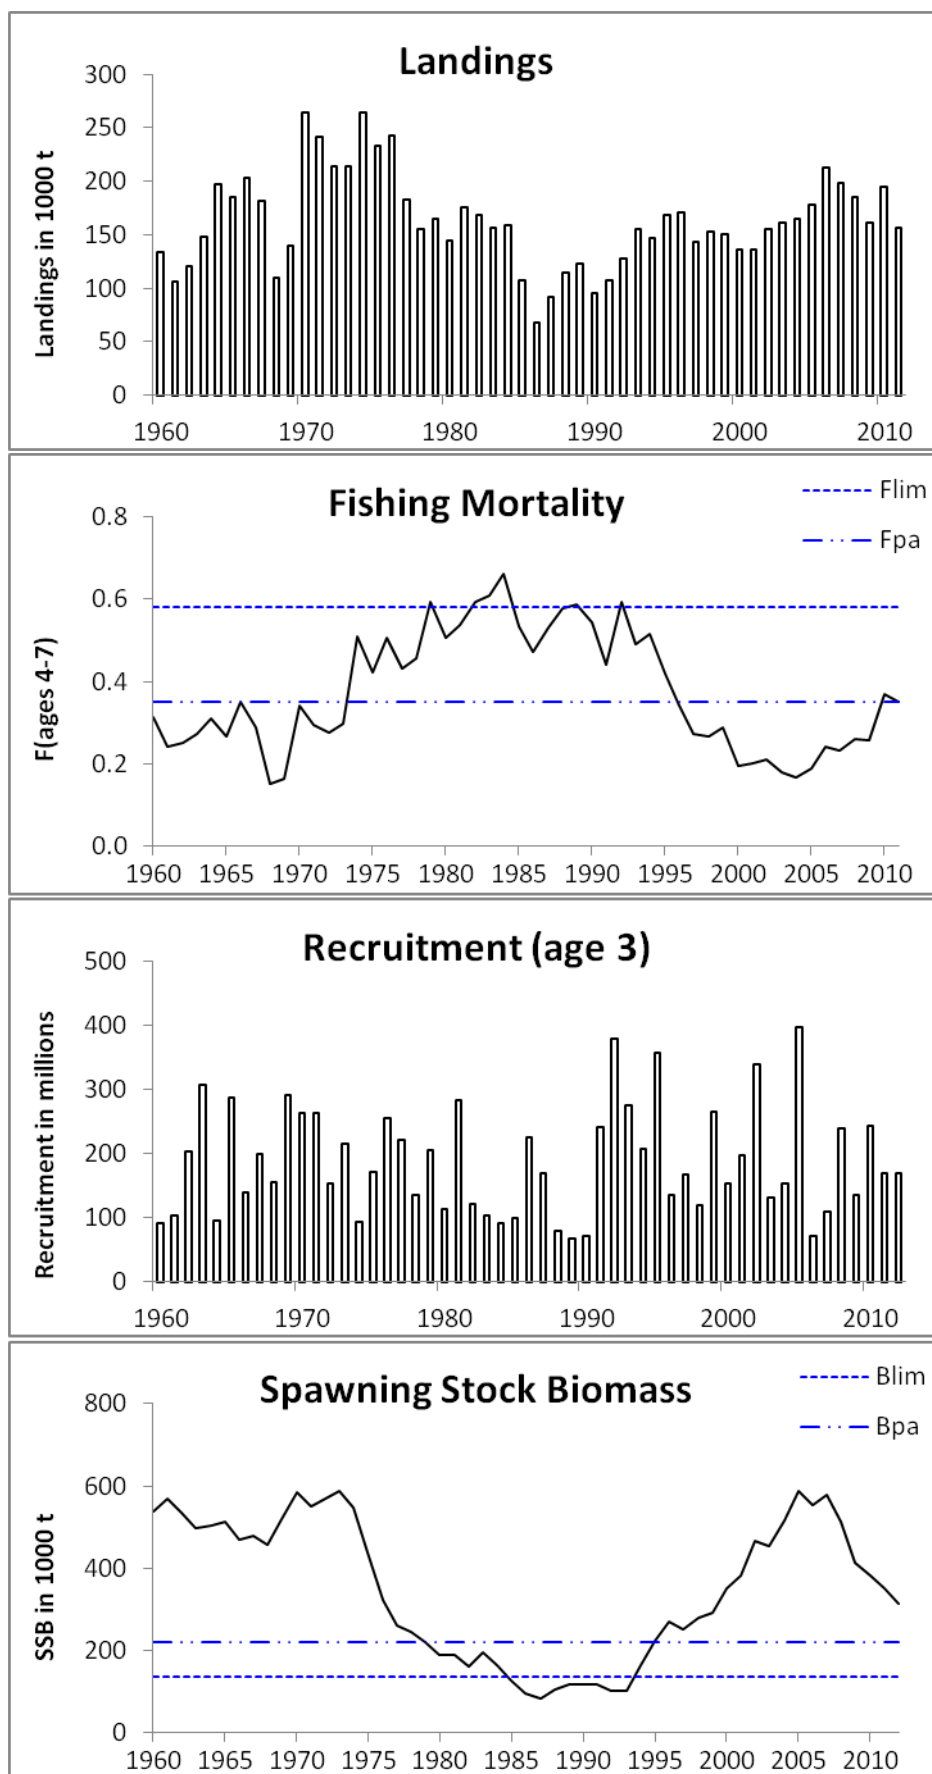 Landings
Landings in 1000 t
300
250
200
150
100
50
0
1960 1970 1980 1990 2000 2010
Fishing Mortality
Flim
Fpa
F(ages 4-7)
0.8
0.6
0.4
0.2
0.0
1960 1965 1970 1975 1980 1985 1990 1995 2000 2005 2010
Recruitment (age 3)
Recruitment in millions
500
400
300
200
100
0
1960 1970 1980 1990 2000 2010
Spawning Stock Biomass
Blim
Bpa
SSB in 1000 t
800
600
400
200
0
1960 1965 1970 1975 1980 1985 1990 1995 2000 2005 2010